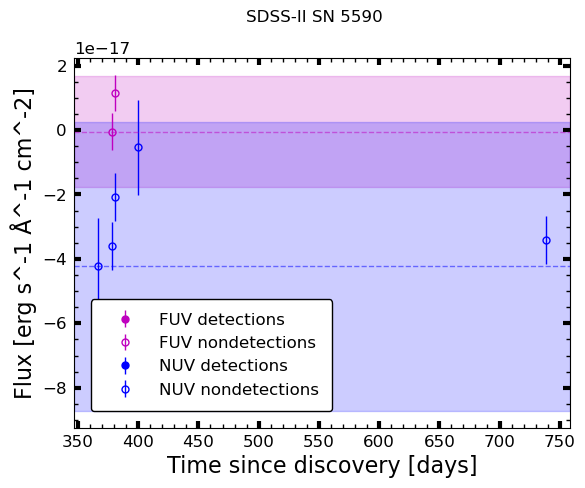 SDSS-II SN 5590
1e−17
2
0
−2
−4
−6
−8
Flux [erg s^-1 Å^-1 cm^-2]
FUV detections
FUV nondetections
NUV detections
NUV nondetections
350 400 450 500 550 600 650 700 750
Time since discovery [days]